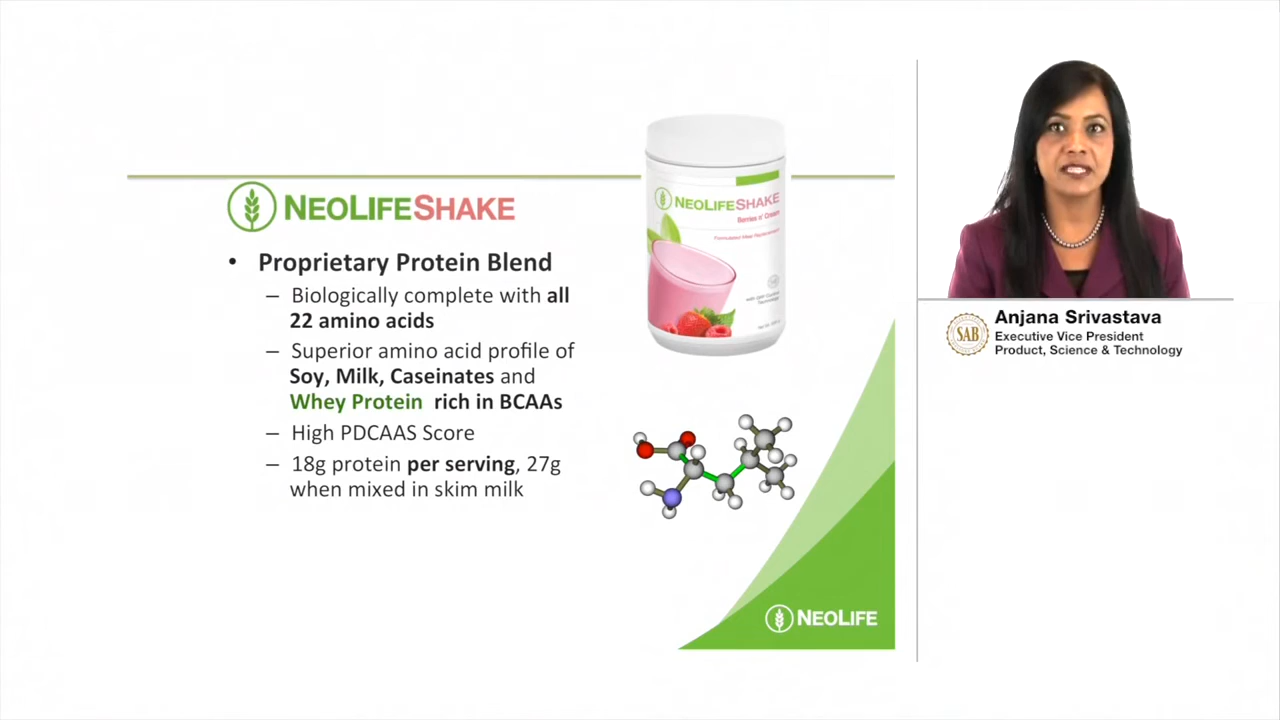 NEOLIFESHAKE
• Proprietary Protein Blend
– Biologically complete with all
22 amino acids
– Superior amino acid profile of
Soy, Milk, Caseinates and
Whey Protein rich in BCAAs
– High PDCAAS Score
– 18g protein per serving, 27g
when mixed in skim milk
NEOLIFESHAKE
Berries n' Cream
NEOLIFE
SAB
Anjana Srivastava
Executive Vice President
Product, Science & Technology